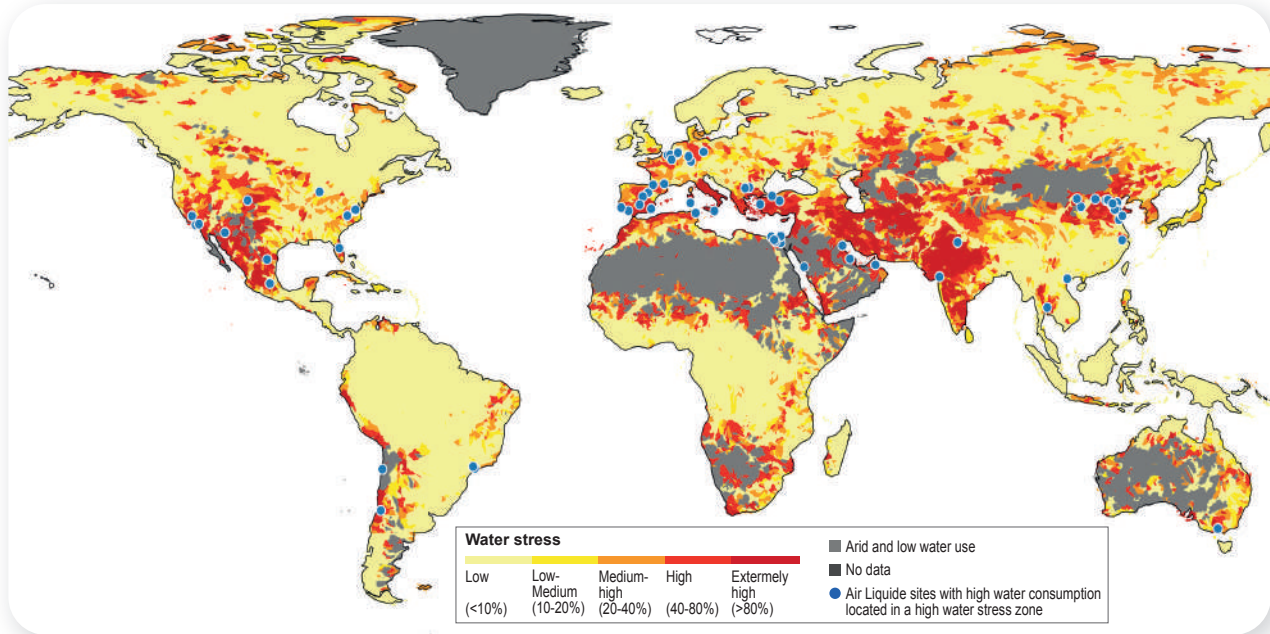 Water stress
Low
(<10%)
Low-
Medium
(10-20%)
Medium-
high
(20-40%)
High
(40-80%)
Extermely
high
(>80%)
Arid and low water use
No data
Air Liquide sites with high water consumption
located in a high water stress zone